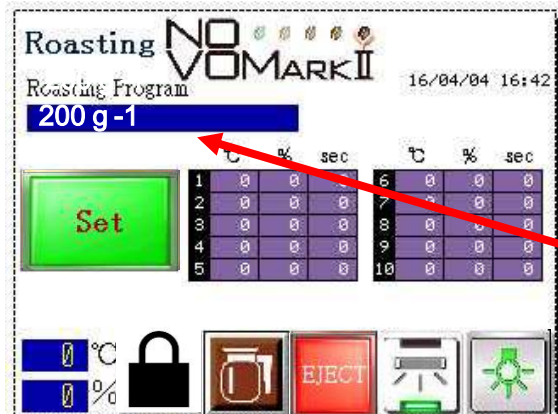 Roasting NOVOMARKII
Roasting Program
16/04/04 16:42
200 g -1
℃ % sec ℃ % sec
1 0 0 0 6 0 0 0
2 0 0 0 7 0 0 0
3 0 0 0 8 0 0 0
4 0 0 0 9 0 0 0
5 0 0 0 10 0 0 0
Set
0 ℃
0 %
EJECT